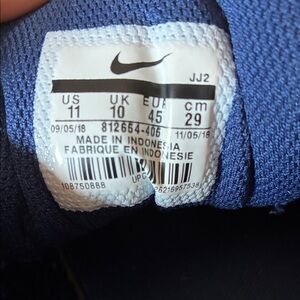 JJ2
US UK EUR cm
11 10 45 29
09/05/18 812654-405 11/05/18
MADE IN INDONESIA
FABRIQUE EN INDONESIE
108750888